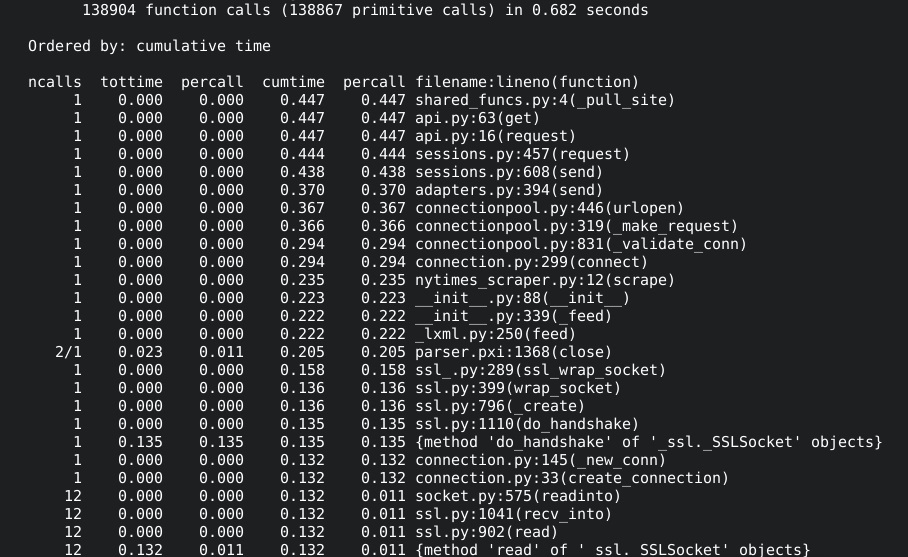 138904 function calls (138867 primitive calls) in 0.682 seconds
Ordered by: cumulative time
ncalls tottime percall cumtime percall filename:lineno(function)
1 0.000 0.000 0.447 0.447 shared_funcs.py:4(_pull_site)
1 0.000 0.000 0.447 0.447 api.py:63(get)
1 0.000 0.000 0.447 0.447 api.py:16(request)
1 0.000 0.000 0.444 0.444 sessions.py:457(request)
1 0.000 0.000 0.438 0.438 sessions.py:608(send)
1 0.000 0.000 0.370 0.370 adapters.py:394(send)
1 0.000 0.000 0.367 0.367 connectionpool.py:446(urlopen)
1 0.000 0.000 0.366 0.366 connectionpool.py:319(_make_request)
1 0.000 0.000 0.294 0.294 connectionpool.py:831(_validate_conn)
1 0.000 0.000 0.294 0.294 connection.py:299(connect)
1 0.000 0.000 0.235 0.235 nytimes_scraper.py:12(scrape)
1 0.000 0.000 0.223 0.223 __init__.py:88(__init__)
1 0.000 0.000 0.222 0.222 __init__.py:339(_feed)
1 0.000 0.000 0.222 0.222 _lxml.py:250(feed)
2/1 0.023 0.011 0.205 0.205 parser.pxi:1368(close)
1 0.000 0.000 0.158 0.158 ssl_.py:289(ssl_wrap_socket)
1 0.000 0.000 0.136 0.136 ssl.py:399(wrap_socket)
1 0.000 0.000 0.136 0.136 ssl.py:796(_create)
1 0.000 0.000 0.135 0.135 ssl.py:1110(do_handshake)
1 0.135 0.135 0.135 0.135 {method 'do_handshake' of '_ssl._SSLSocket' objects}
1 0.000 0.000 0.132 0.132 connection.py:145(_new_conn)
1 0.000 0.000 0.132 0.132 connection.py:33(create_connection)
12 0.000 0.000 0.132 0.011 socket.py:575(readinto)
12 0.000 0.000 0.132 0.011 ssl.py:1041(recv_into)
12 0.000 0.000 0.132 0.011 ssl.py:902(read)
12 0.132 0.011 0.132 0.011 {method 'read' of '_ssl._SSLSocket' objects}